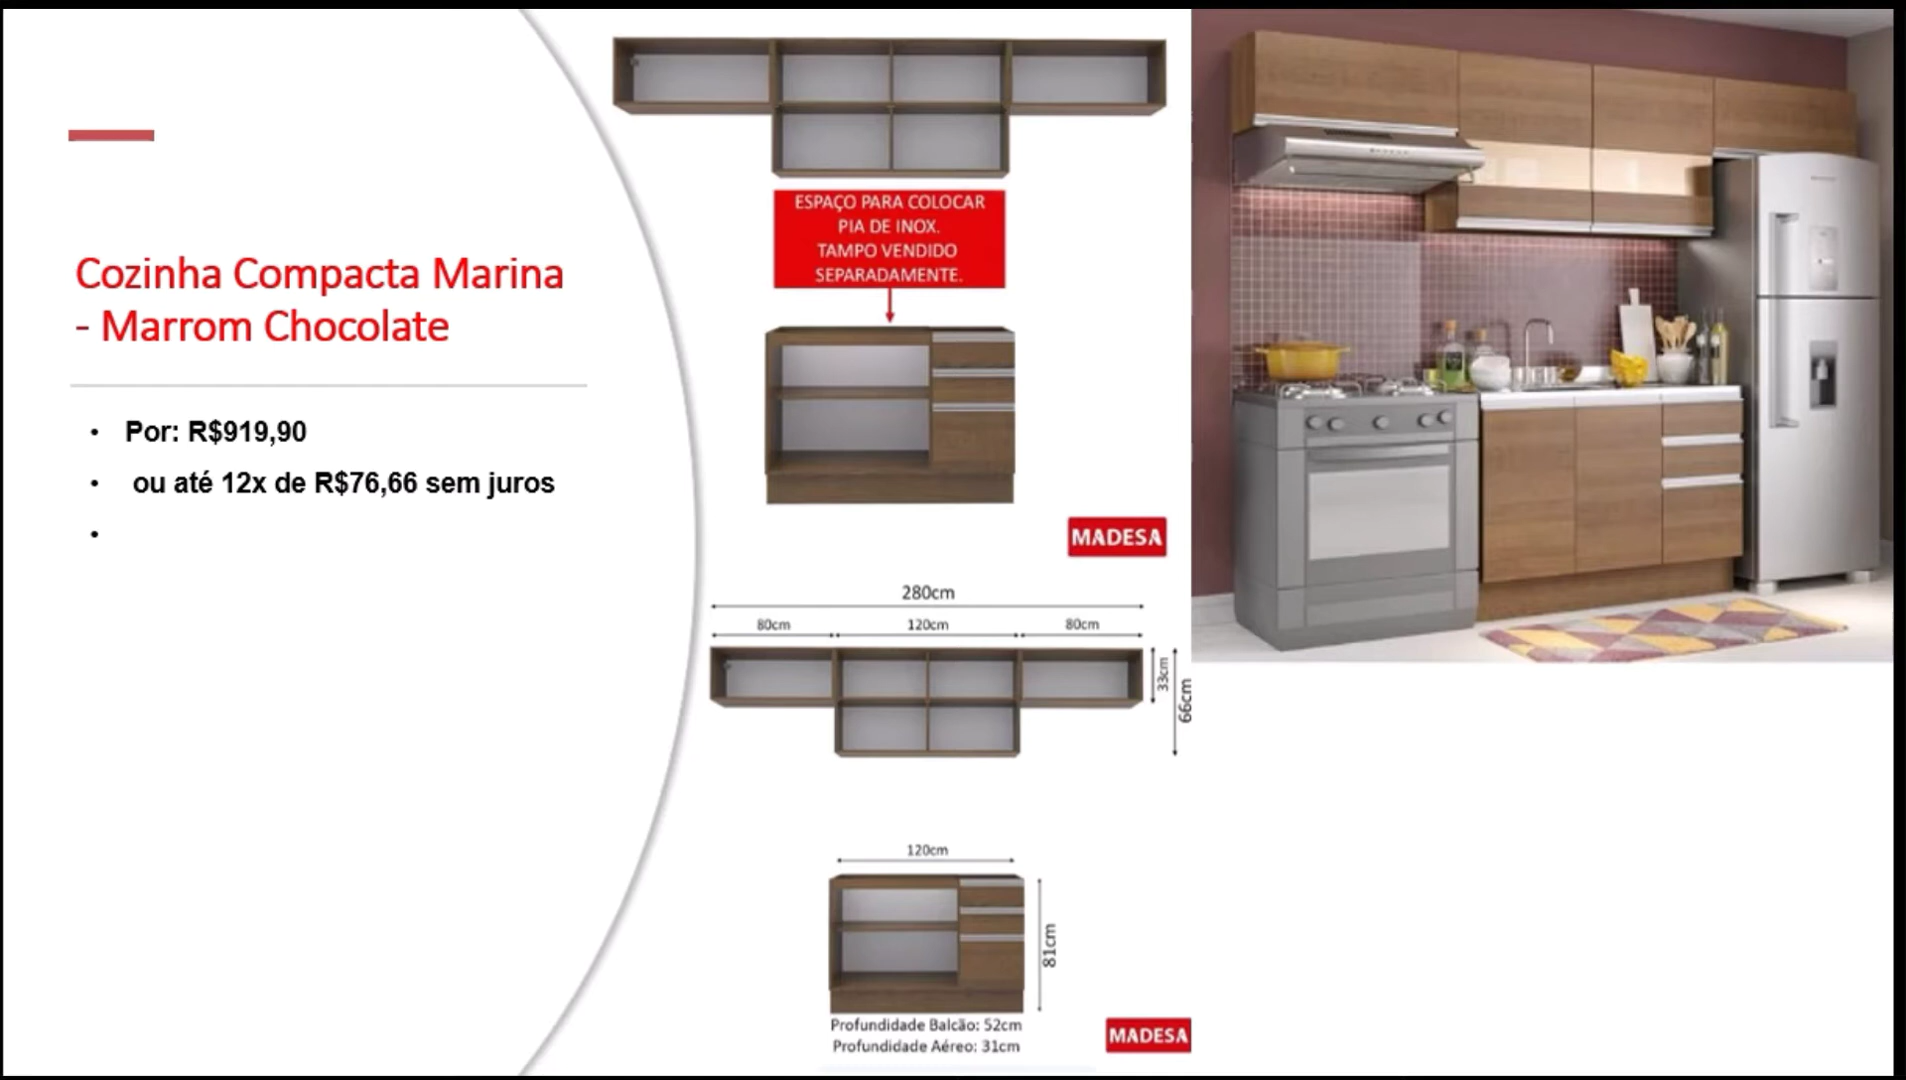 Cozinha Compacta Marina
- Marrom Chocolate
• Por: R$919,90
• ou até 12x de R$76,66 sem juros
•
ESPAÇO PARA COLOCAR
PIA DE INOX.
TAMPO VENDIDO
SEPARADAMENTE.
MADESA
280cm
80cm
120cm
80cm
33cm
66cm
120cm
81cm
Profundidade Balcão: 52cm
Profundidade Aéreo: 31cm
MADESA